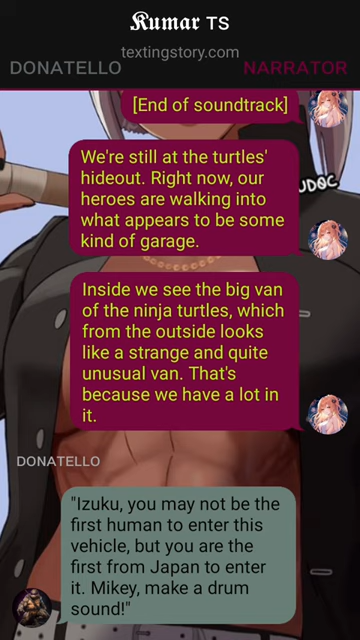 Kumar TS
textingstory.com
DONATELLO
NARRATOR
[End of soundtrack]
We're still at the turtles'
hideout. Right now, our
heroes are walking into
what appears to be some
kind of garage.
Inside we see the big van
of the ninja turtles, which
from the outside looks
like a strange and quite
unusual van. That's
because we have a lot in
it.
DONATELLO
"Izuku, you may not be the
first human to enter this
vehicle, but you are the
first from Japan to enter
it. Mikey, make a drum
sound!"